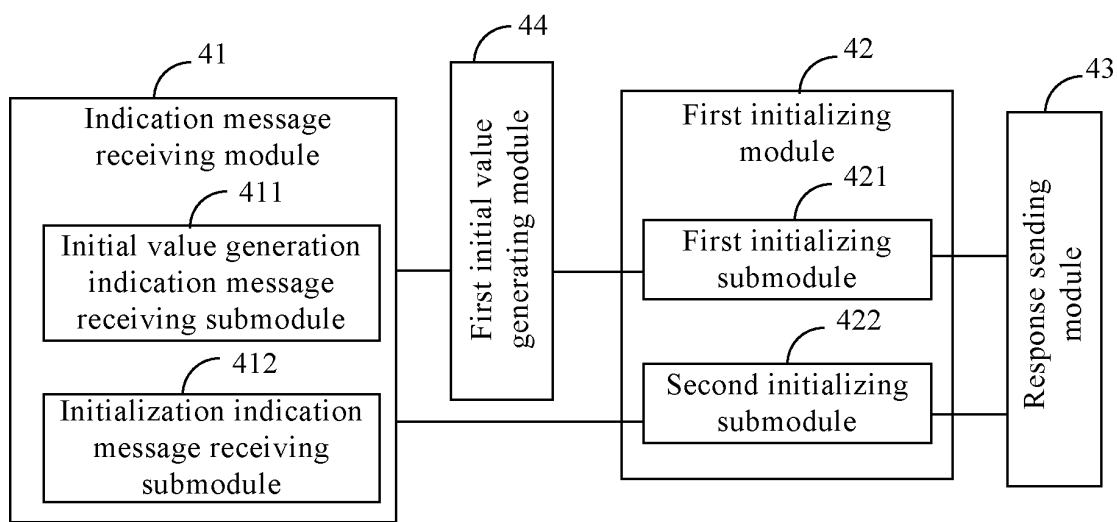 41
Indication message
receiving module
411
Initial value generation
indication message
receiving submodule
412
Initialization indication
message receiving
submodule
44
First initial value
generating module
42
First initializing
module
421
First initializing
submodule
422
Second initializing
submodule
43
Response sending
module